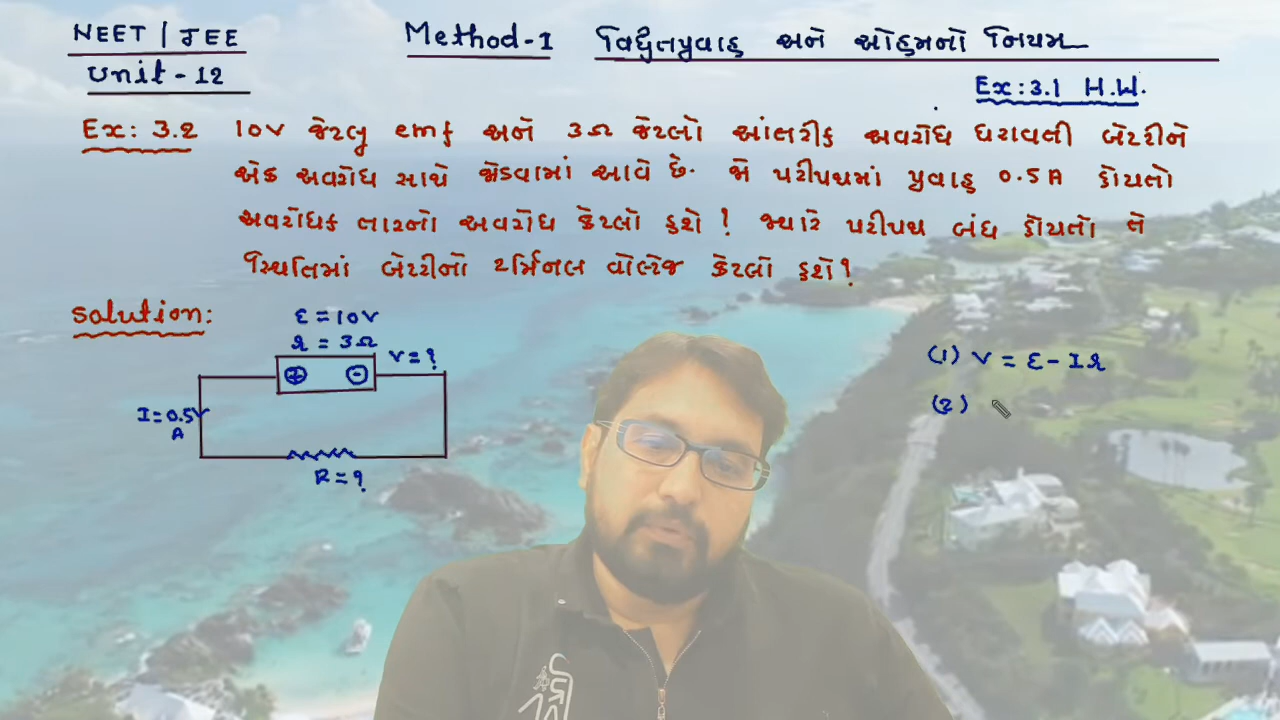 NEET | JEE
Unit - 12
Method-1 વિદ્યુતપ્રવાહ અને ઓહમનો નિયમ
Ex: 3.1 H.W.
Ex: 3.2 10V જેટલુ emf અને 3Ω જેટલો આંતરીક અવરોધ ધરાવતી બેટરીને
એક અવરોધ સાથે જોડવામાં આવે છે. જો પરીપથમાં પ્રવાહ 0.5A હોયતો
અવરોધક તારનો અવરોધ કેટલો હશે ? જ્યારે પરીપથ બંધ હોયતો તે
સ્થિતિમાં બેટરીનો ટર્મિનલ વોલ્ટેજ કેટલો હશે ?
Solution:
ε = 10V
r = 3Ω
V = ?
+ -
I = 0.5V
A
R = ?
(1) V = ε - Ir
(2)